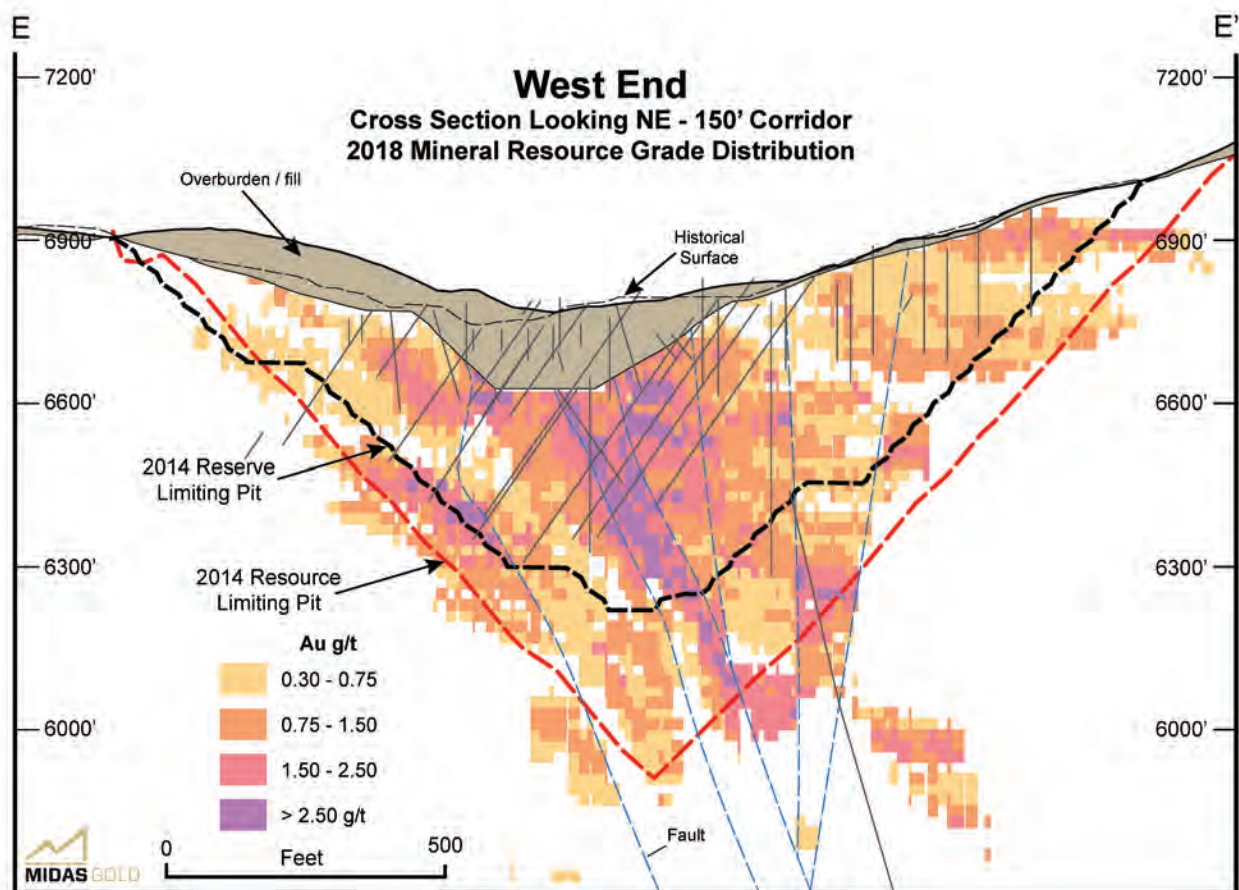 E
E'
7200'
7200'
West End
Cross Section Looking NE - 150' Corridor
2018 Mineral Resource Grade Distribution
Overburden / fill
Historical
Surface
6900'
6900'
6600'
6600'
2014 Reserve
Limiting Pit
6300'
6300'
2014 Resource
Limiting Pit
Au g/t
0.30 - 0.75
0.75 - 1.50
6000'
6000'
1.50 - 2.50
> 2.50 g/t
Fault
0
500
Feet
MIDAS GOLD